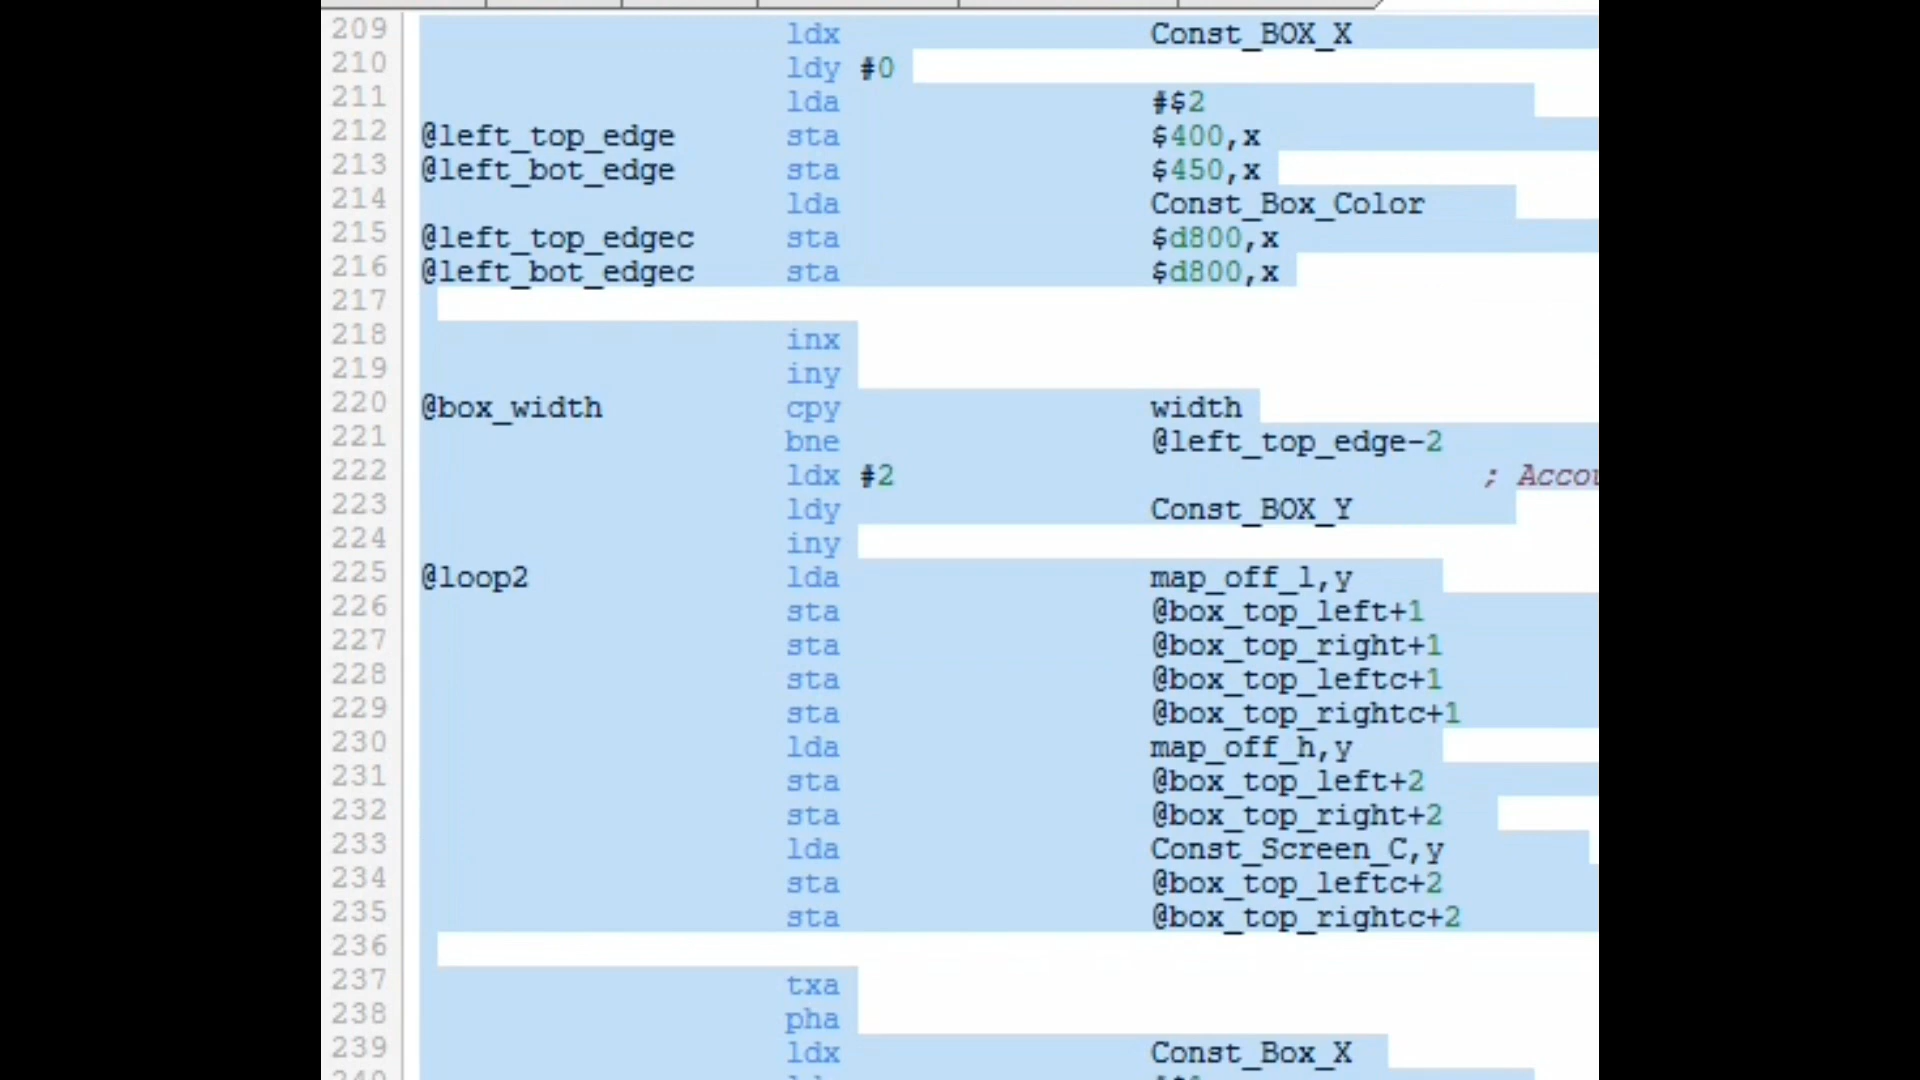 209 ldx Const_BOX_X
210 ldy #0
211 lda #$2
212 @left_top_edge sta $400,x
213 @left_bot_edge sta $450,x
214 lda Const_Box_Color
215 @left_top_edgec sta $d800,x
216 @left_bot_edgec sta $d800,x
217
218 inx
219 iny
220 @box_width cpy width
221 bne @left_top_edge-2
222 ldx #2 ;
223 ldy Const_BOX_Y
224 iny
225 @loop2 lda map_off_l,y
226 sta @box_top_left+1
227 sta @box_top_right+1
228 sta @box_top_leftc+1
229 sta @box_top_rightc+1
230 lda map_off_h,y
231 sta @box_top_left+2
232 sta @box_top_right+2
233 lda Const_Screen_C,y
234 sta @box_top_leftc+2
235 sta @box_top_rightc+2
236
237 txa
238 pha
239 ldx Const_Box_X